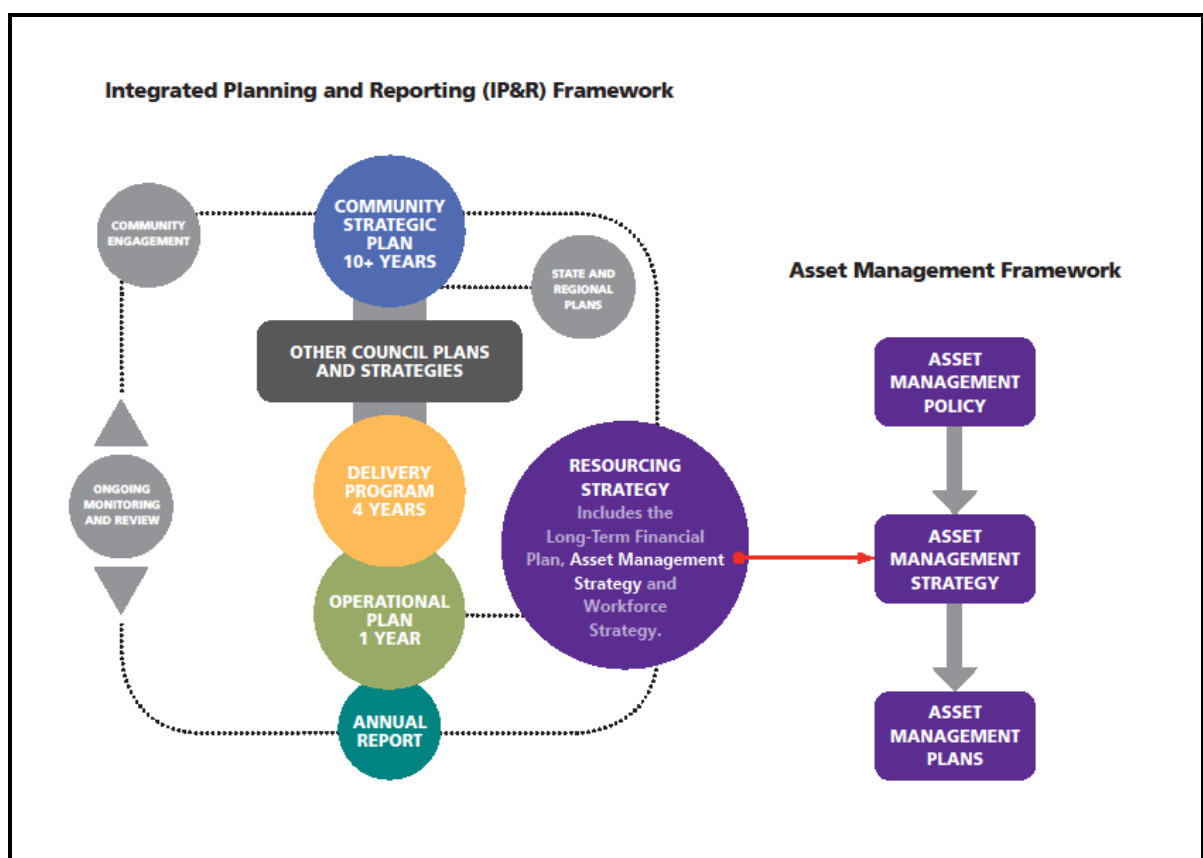 Integrated Planning and Reporting (IP&R) Framework
COMMUNITY
ENGAGEMENT
COMMUNITY
STRATEGIC
PLAN
10+ YEARS
STATE AND
REGIONAL
PLANS
OTHER COUNCIL PLANS
AND STRATEGIES
ONGOING
MONITORING
AND REVIEW
DELIVERY
PROGRAM
4 YEARS
RESOURCING
STRATEGY
Includes the
Long-Term Financial
Plan, Asset Management
Strategy and
Workforce
Strategy.
OPERATIONAL
PLAN
1 YEAR
ANNUAL
REPORT
Asset Management Framework
ASSET
MANAGEMENT
POLICY
ASSET
MANAGEMENT
STRATEGY
ASSET
MANAGEMENT
PLANS